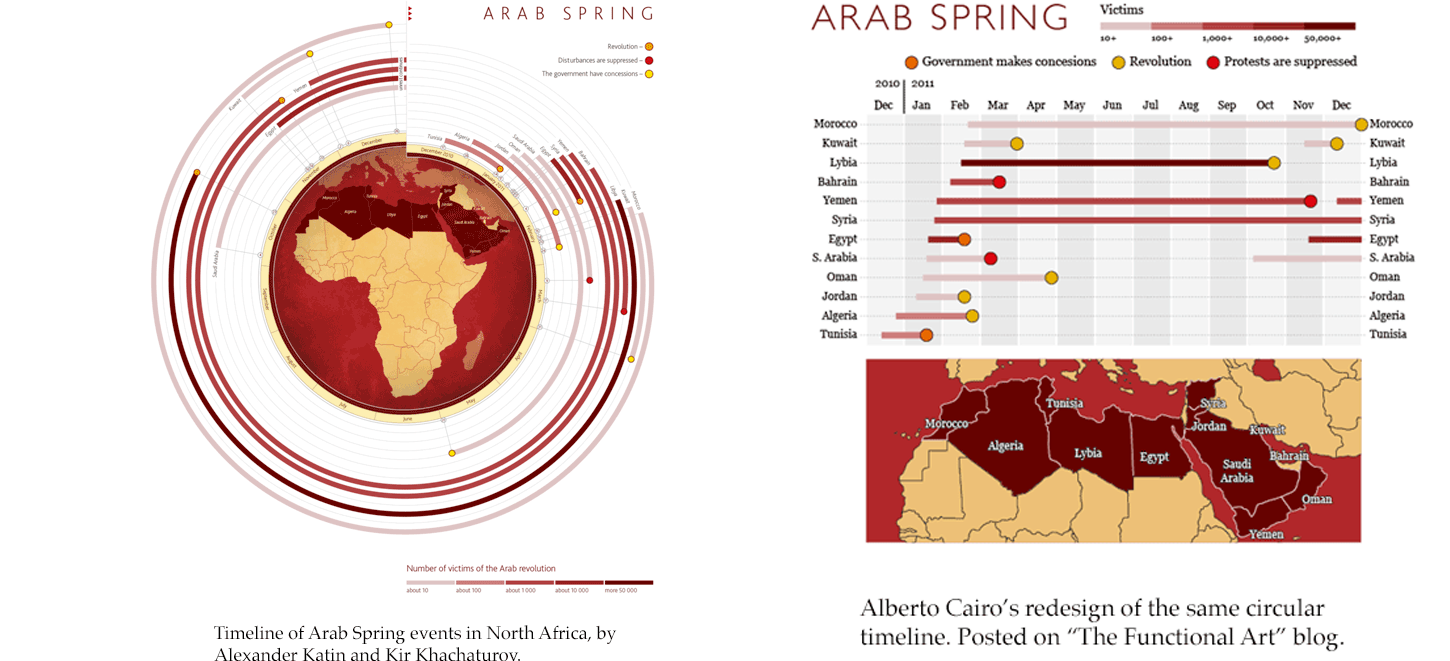 ARAB SPRING
Revolution –
Disturbances are suppressed –
The government have concessions –
Kuwait
Yemen
Egypt
Saudi Arabia
Tunisia
Algeria
Jordan
Oman
Saudi Arabia
Egypt
Syria
Yemen
Bahrain
Libya
Kuwait
Morocco
December
December 2010
January 2011
February
March
April
May
June
July
August
September
October
November
Morocco
Tunisia
Algeria
Libya
Egypt
Syria
Jordan
Saudi Arabia
Oman
Yemen
Number of victims of the Arab revolution
about 10
about 100
about 1 000
about 10 000
more 50 000
Timeline of Arab Spring events in North Africa, by
Alexander Katin and Kir Khachaturov.
ARAB SPRING
Victims
10+ 100+ 1,000+ 10,000+ 50,000+
Government makes concesions Revolution Protests are suppressed
2010 2011
Dec Jan Feb Mar Apr May Jun Jul Aug Sep Oct Nov Dec
Morocco Morocco
Kuwait Kuwait
Lybia Lybia
Bahrain Bahrain
Yemen Yemen
Syria Syria
Egypt Egypt
S. Arabia S. Arabia
Oman Oman
Jordan Jordan
Algeria Algeria
Tunisia Tunisia
Morocco
Algeria
Tunisia
Lybia
Egypt
Syria
Jordan
Kuwait
Bahrain
Saudi
Arabia
Oman
Yemen
Alberto Cairo's redesign of the same circular
timeline. Posted on “The Functional Art” blog.